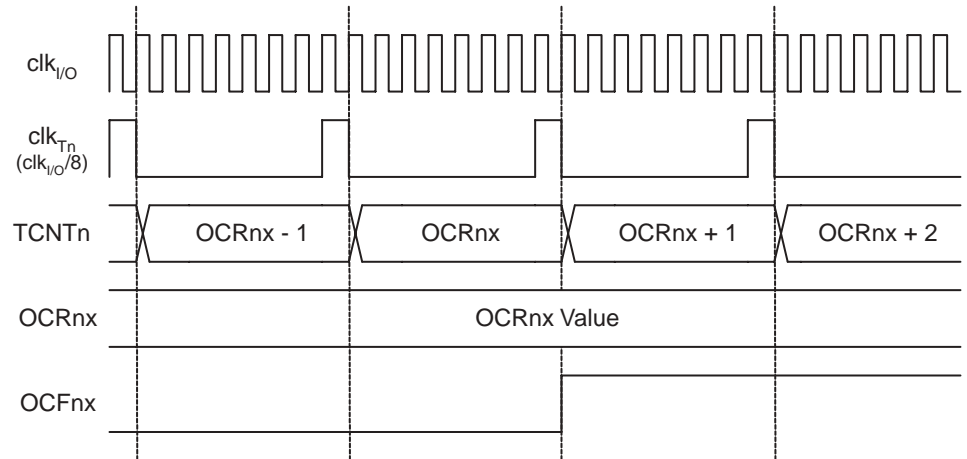 clkI/O
clkTn
(clkI/O/8)
TCNTn OCRnx - 1 OCRnx OCRnx + 1 OCRnx + 2
OCRnx OCRnx Value
OCFnx